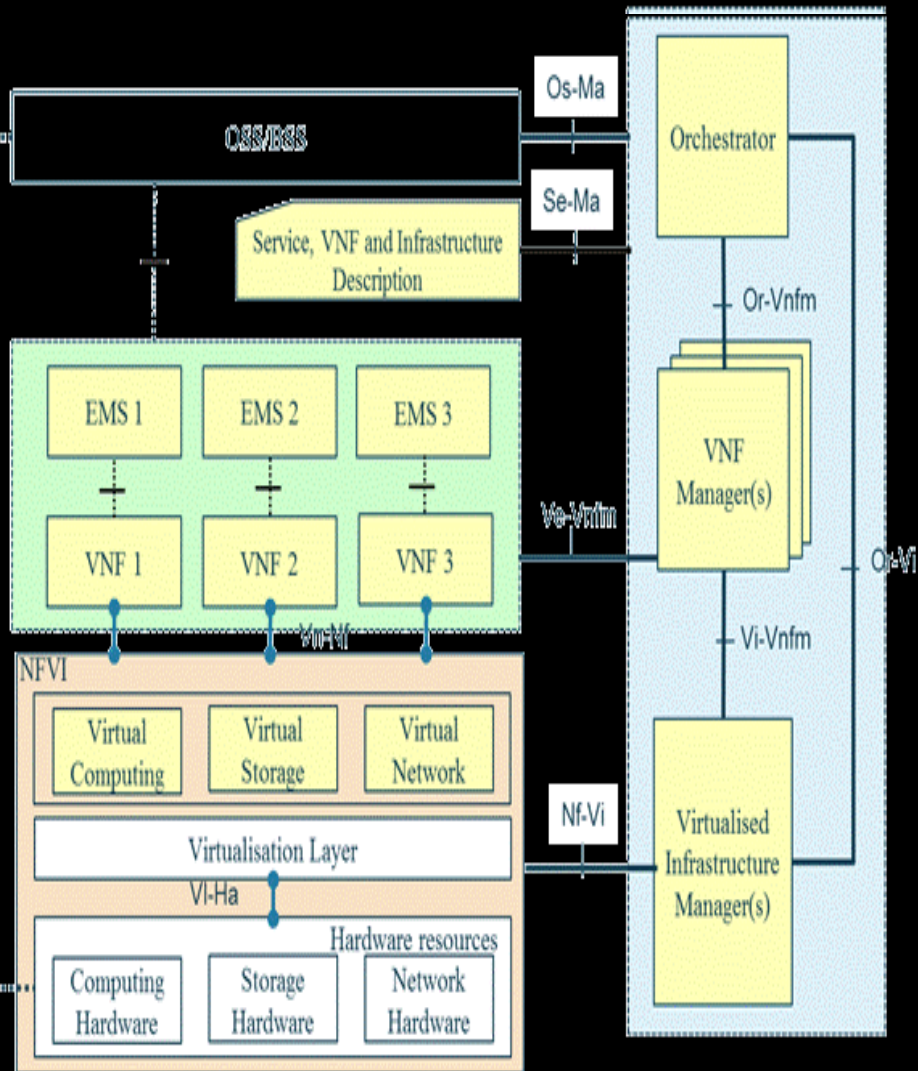 Os-Ma
OSS/BSS
Orchestrator
Se-Ma
Service, VNF and Infrastructure
Description
Or-Vnfm
EMS 1
EMS 2
EMS 3
VNF
Manager(s)
Ve-Vnfm
VNF 1
VNF 2
VNF 3
Or-Vi
Vn-Nf
Vi-Vnfm
NFVI
Virtual
Computing
Virtual
Storage
Virtual
Network
Nf-Vi
Virtualised
Infrastructure
Manager(s)
Virtualisation Layer
Vl-Ha
Hardware resources
Computing
Hardware
Storage
Hardware
Network
Hardware